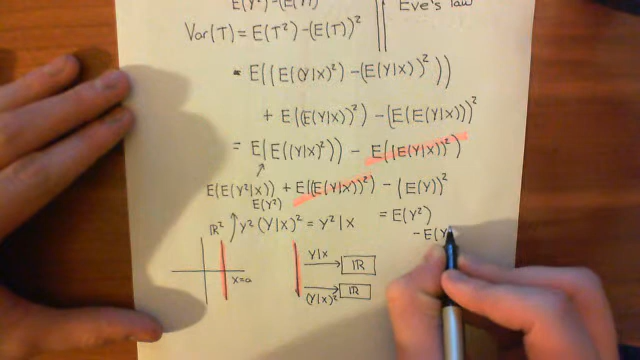 E(Y²) -(E(Y))
Eve's law
Var(T) = E(T²) -(E(T))²
= E((E(Y|X)²) -(E(Y|X))²))
+ E((E(Y|X))²) - (E(E(Y|X)))²
= E(E((Y|X)²)) - E((E(Y|X))²)
E(E(Y²|X)) + E((E(Y|X))²) - (E(Y))²
E(Y²)
ℝ² Y² (Y|X)² = Y²|X = E(Y²)
-E(Y
X=a Y|X ℝ
(Y|X)² ℝ